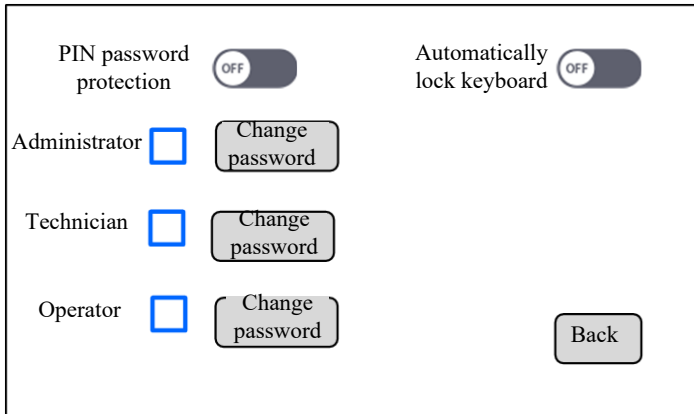 PIN password
protection
OFF
Automatically
lock keyboard
OFF
Administrator
Change
password
Technician
Change
password
Operator
Change
password
Back